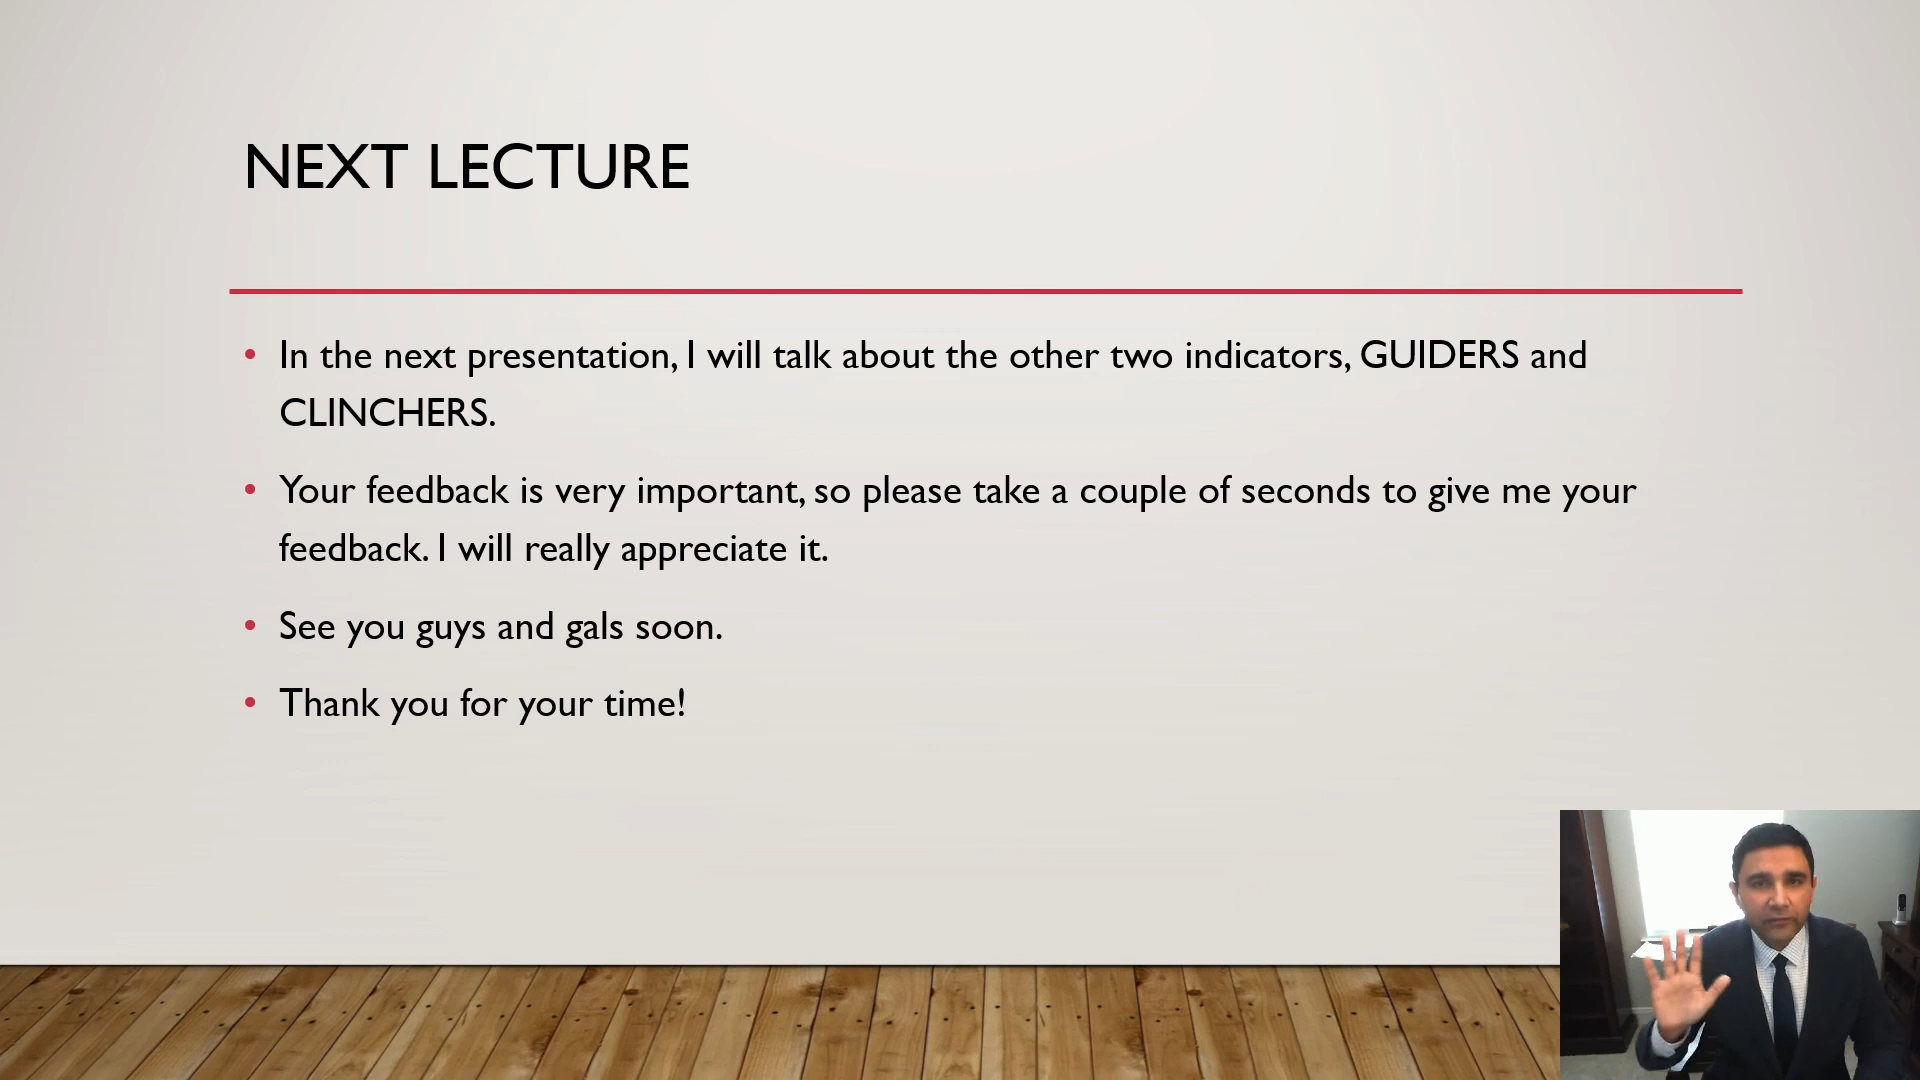 NEXT LECTURE
• In the next presentation, I will talk about the other two indicators, GUIDERS and
CLINCHERS.
• Your feedback is very important, so please take a couple of seconds to give me your
feedback. I will really appreciate it.
• See you guys and gals soon.
• Thank you for your time!